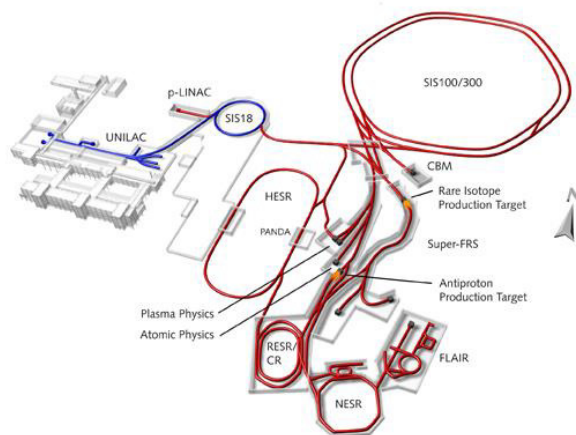 SIS100/300
p-LINAC
SIS18
UNILAC
CBM
HESR
Rare Isotope
Production Target
PANDA
Super-FRS
Plasma Physics
Antiproton
Production Target
Atomic Physics
RESR/
CR
FLAIR
NESR